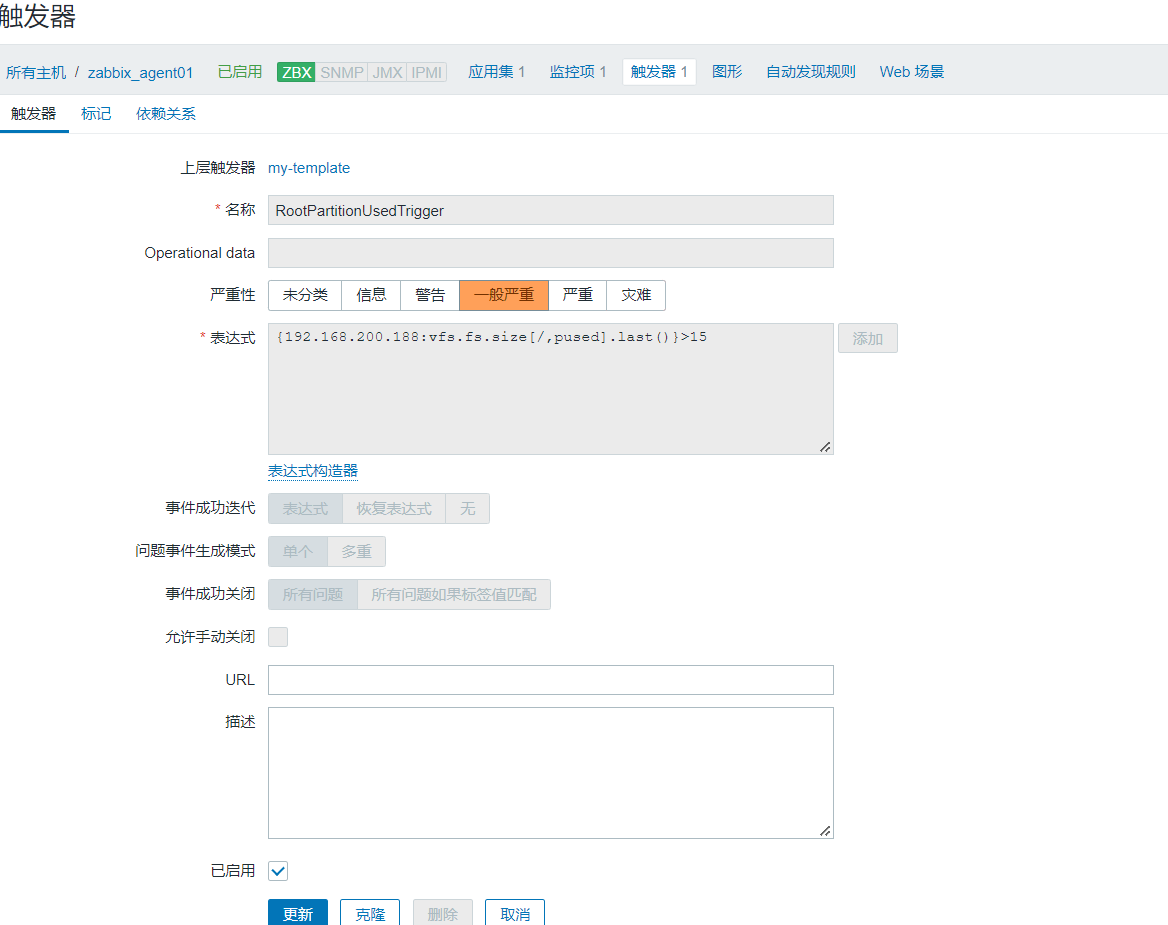 触发器
所有主机 / zabbix_agent01 已启用 ZBX SNMP JMX IPMI 应用集 1 监控项 1 触发器 1 图形 自动发现规则 Web 场景
触发器 标记 依赖关系
上层触发器 my-template
* 名称 RootPartitionUsedTrigger
Operational data
严重性 未分类 信息 警告 一般严重 严重 灾难
* 表达式 {192.168.200.188:vfs.fs.size[/,pused].last()}>15 添加
表达式构造器
事件成功迭代 表达式 恢复表达式 无
问题事件生成模式 单个 多重
事件成功关闭 所有问题 所有问题如果标签值匹配
允许手动关闭
URL
描述
已启用
更新 克隆 删除 取消